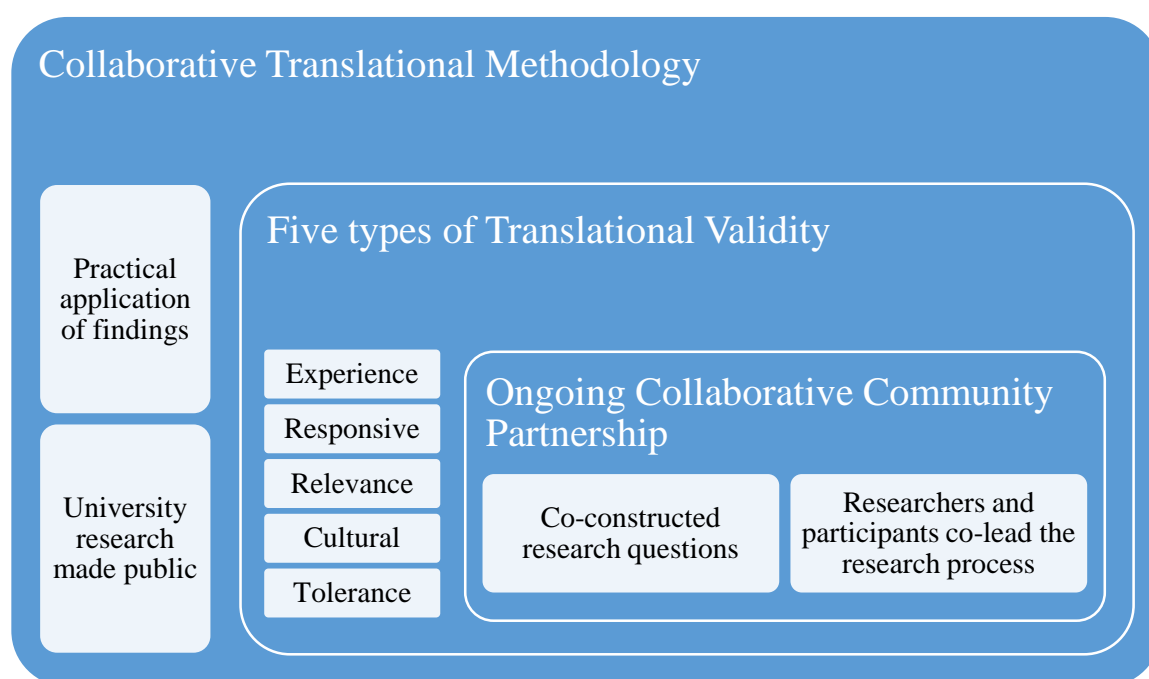 Collaborative Translational Methodology
Practical
application
of findings
University
research
made public
Five types of Translational Validity
Experience
Responsive
Relevance
Cultural
Tolerance
Ongoing Collaborative Community
Partnership
Co-constructed
research questions
Researchers and
participants co-lead the
research process